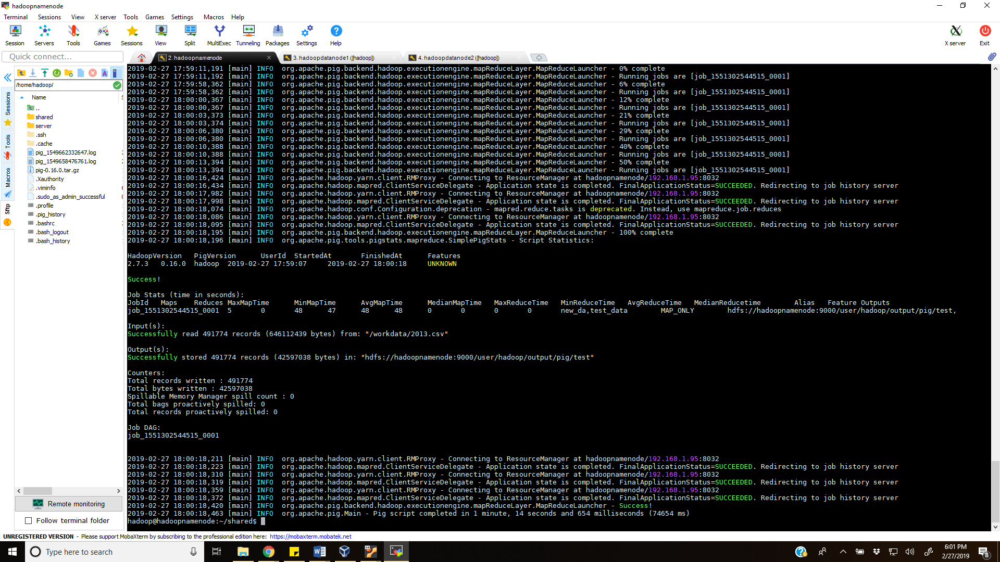 hadoopnamenode
Terminal Sessions View X server Tools Games Settings Macros Help
Session Servers Tools Games Sessions View Split MultiExec Tunneling Packages Settings Help X server Exit
Quick connect...
2. hadoopnamenode 3. hadoopdatanode1 ([hadoop]) 4. hadoopdatanode2 ([hadoop])
/home/hadoop/
Name
..
shared
server
.ssh
.cache
pig_1549662332647.log
pig_1549658476761.log
pig-0.16.0.tar.gz
.Xauthority
.viminfo
.sudo_as_admin_successful
.profile
.pig_history
.bashrc
.bash_logout
.bash_history
Sessions
Tools
Macros
Sftp
Remote monitoring
Follow terminal folder
2019-02-27 17:59:11,191 [main] INFO  org.apache.pig.backend.hadoop.executionengine.mapReduceLayer.MapReduceLauncher - 0% complete
2019-02-27 17:59:11,192 [main] INFO  org.apache.pig.backend.hadoop.executionengine.mapReduceLayer.MapReduceLauncher - Running jobs are [job_1551302544515_0001]
2019-02-27 17:59:58,362 [main] INFO  org.apache.pig.backend.hadoop.executionengine.mapReduceLayer.MapReduceLauncher - 6% complete
2019-02-27 17:59:58,362 [main] INFO  org.apache.pig.backend.hadoop.executionengine.mapReduceLayer.MapReduceLauncher - Running jobs are [job_1551302544515_0001]
2019-02-27 18:00:00,367 [main] INFO  org.apache.pig.backend.hadoop.executionengine.mapReduceLayer.MapReduceLauncher - 12% complete
2019-02-27 18:00:00,367 [main] INFO  org.apache.pig.backend.hadoop.executionengine.mapReduceLayer.MapReduceLauncher - Running jobs are [job_1551302544515_0001]
2019-02-27 18:00:03,373 [main] INFO  org.apache.pig.backend.hadoop.executionengine.mapReduceLayer.MapReduceLauncher - 21% complete
2019-02-27 18:00:03,374 [main] INFO  org.apache.pig.backend.hadoop.executionengine.mapReduceLayer.MapReduceLauncher - Running jobs are [job_1551302544515_0001]
2019-02-27 18:00:06,380 [main] INFO  org.apache.pig.backend.hadoop.executionengine.mapReduceLayer.MapReduceLauncher - 29% complete
2019-02-27 18:00:06,380 [main] INFO  org.apache.pig.backend.hadoop.executionengine.mapReduceLayer.MapReduceLauncher - Running jobs are [job_1551302544515_0001]
2019-02-27 18:00:10,388 [main] INFO  org.apache.pig.backend.hadoop.executionengine.mapReduceLayer.MapReduceLauncher - 40% complete
2019-02-27 18:00:10,388 [main] INFO  org.apache.pig.backend.hadoop.executionengine.mapReduceLayer.MapReduceLauncher - Running jobs are [job_1551302544515_0001]
2019-02-27 18:00:13,394 [main] INFO  org.apache.pig.backend.hadoop.executionengine.mapReduceLayer.MapReduceLauncher - 50% complete
2019-02-27 18:00:13,394 [main] INFO  org.apache.pig.backend.hadoop.executionengine.mapReduceLayer.MapReduceLauncher - Running jobs are [job_1551302544515_0001]
2019-02-27 18:00:16,424 [main] INFO  org.apache.hadoop.yarn.client.RMProxy - Connecting to ResourceManager at hadoopnamenode/192.168.1.95:8032
2019-02-27 18:00:16,434 [main] INFO  org.apache.hadoop.mapred.ClientServiceDelegate - Application state is completed. FinalApplicationStatus=SUCCEEDED. Redirecting to job history server
2019-02-27 18:00:17,982 [main] INFO  org.apache.hadoop.yarn.client.RMProxy - Connecting to ResourceManager at hadoopnamenode/192.168.1.95:8032
2019-02-27 18:00:17,998 [main] INFO  org.apache.hadoop.mapred.ClientServiceDelegate - Application state is completed. FinalApplicationStatus=SUCCEEDED. Redirecting to job history server
2019-02-27 18:00:18,074 [main] INFO  org.apache.hadoop.conf.Configuration.deprecation - mapred.reduce.tasks is deprecated. Instead, use mapreduce.job.reduces
2019-02-27 18:00:18,086 [main] INFO  org.apache.hadoop.yarn.client.RMProxy - Connecting to ResourceManager at hadoopnamenode/192.168.1.95:8032
2019-02-27 18:00:18,095 [main] INFO  org.apache.hadoop.mapred.ClientServiceDelegate - Application state is completed. FinalApplicationStatus=SUCCEEDED. Redirecting to job history server
2019-02-27 18:00:18,195 [main] INFO  org.apache.pig.backend.hadoop.executionengine.mapReduceLayer.MapReduceLauncher - 100% complete
2019-02-27 18:00:18,196 [main] INFO  org.apache.pig.tools.pigstats.mapreduce.SimplePigStats - Script Statistics:
HadoopVersion PigVersion UserId StartedAt FinishedAt Features
2.7.3 0.16.0 hadoop 2019-02-27 17:59:07 2019-02-27 18:00:18 UNKNOWN
Success!
Job Stats (time in seconds):
JobId Maps Reduces MaxMapTime MinMapTime AvgMapTime MedianMapTime MaxReduceTime MinReduceTime AvgReduceTime MedianReducetime Alias Feature Outputs
job_1551302544515_0001 5 0 48 47 48 48 0 0 0 0 new_da,test_data MAP_ONLY hdfs://hadoopnamenode:9000/user/hadoop/output/pig/test,
Input(s):
Successfully read 491774 records (646112439 bytes) from: "/workdata/2013.csv"
Output(s):
Successfully stored 491774 records (42597038 bytes) in: "hdfs://hadoopnamenode:9000/user/hadoop/output/pig/test"
Counters:
Total records written : 491774
Total bytes written : 42597038
Spillable Memory Manager spill count : 0
Total bags proactively spilled: 0
Total records proactively spilled: 0
Job DAG:
job_1551302544515_0001
2019-02-27 18:00:18,211 [main] INFO  org.apache.hadoop.yarn.client.RMProxy - Connecting to ResourceManager at hadoopnamenode/192.168.1.95:8032
2019-02-27 18:00:18,223 [main] INFO  org.apache.hadoop.mapred.ClientServiceDelegate - Application state is completed. FinalApplicationStatus=SUCCEEDED. Redirecting to job history server
2019-02-27 18:00:18,310 [main] INFO  org.apache.hadoop.yarn.client.RMProxy - Connecting to ResourceManager at hadoopnamenode/192.168.1.95:8032
2019-02-27 18:00:18,319 [main] INFO  org.apache.hadoop.mapred.ClientServiceDelegate - Application state is completed. FinalApplicationStatus=SUCCEEDED. Redirecting to job history server
2019-02-27 18:00:18,359 [main] INFO  org.apache.hadoop.yarn.client.RMProxy - Connecting to ResourceManager at hadoopnamenode/192.168.1.95:8032
2019-02-27 18:00:18,372 [main] INFO  org.apache.hadoop.mapred.ClientServiceDelegate - Application state is completed. FinalApplicationStatus=SUCCEEDED. Redirecting to job history server
2019-02-27 18:00:18,420 [main] INFO  org.apache.pig.backend.hadoop.executionengine.mapReduceLayer.MapReduceLauncher - Success!
2019-02-27 18:00:18,463 [main] INFO  org.apache.pig.Main - Pig script completed in 1 minute, 14 seconds and 654 milliseconds (74654 ms)
hadoop@hadoopnamenode:~/shared$
UNREGISTERED VERSION - Please support MobaXterm by subscribing to the professional edition here: https://mobaxterm.mobatek.net
Type here to search
6:01 PM
2/27/2019
8